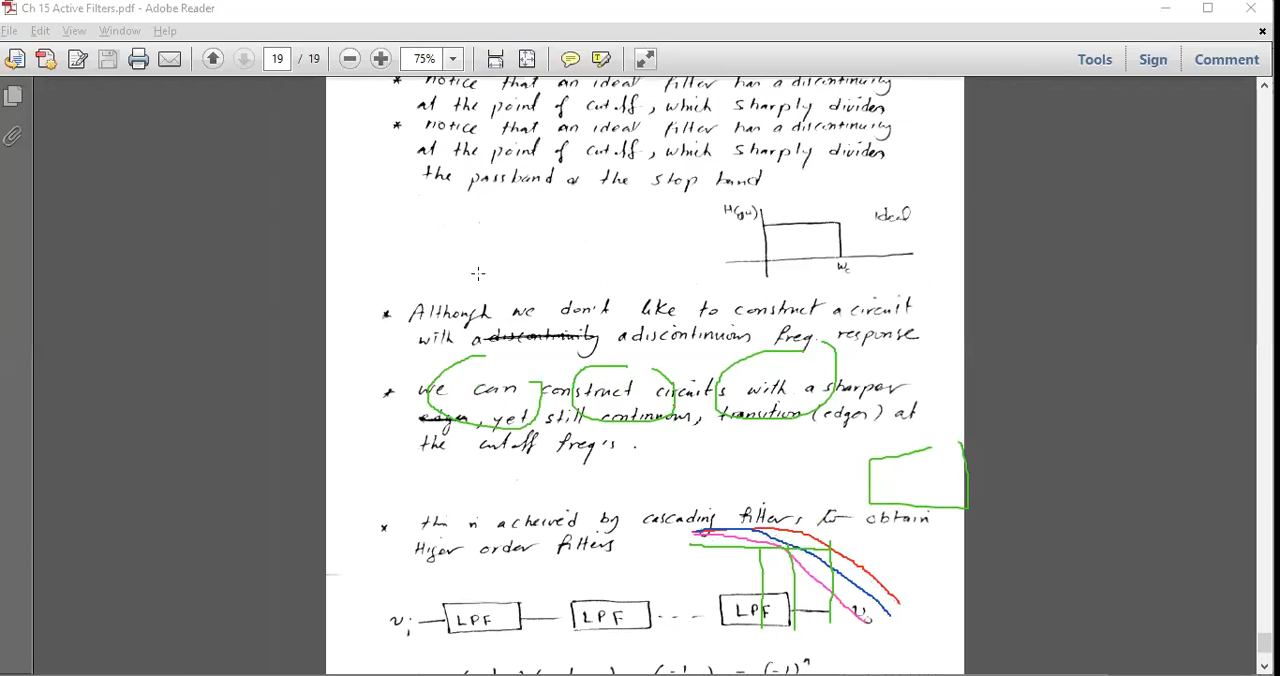 Ch 15 Active Filters.pdf - Adobe Reader
File Edit View Window Help
19 / 19 75% Tools Sign Comment
* notice that an ideal filter has a discontinuity
at the point of cutoff, which sharply divides
* notice that an ideal filter has a discontinuity
at the point of cutoff, which sharply divides
the passband & the stop band
H(jω) ideal
ωc
* Although we don't like to construct a circuit
with a discontinuity a discontinuous freq. response
* we can construct circuits with a sharper
edges, yet still continuous, transition (edges) at
the cutoff freq's.
* this is acheived by cascading filters to obtain
Higer order filters
vi LPF LPF ---- LPF